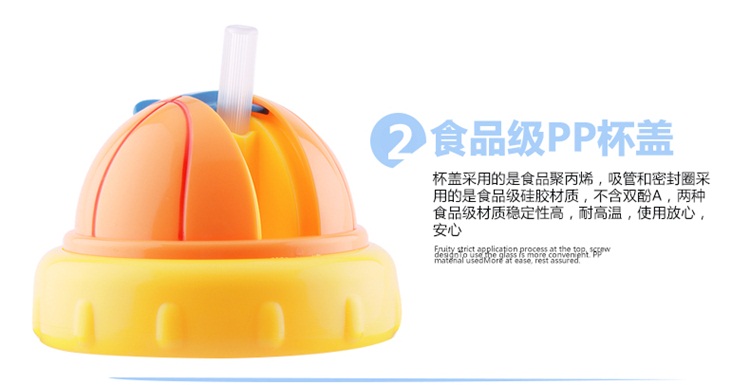 2 食品级PP杯盖
杯盖采用的是食品聚丙烯，吸管和密封圈采
用的是食品级硅胶材质，不含双酚A，两种
食品级材质稳定性高，耐高温，使用放心，
安心
Fruity strict application process at the top, screw
designTo use the glass is more convenient. PP
material usedMore at ease, rest assured.